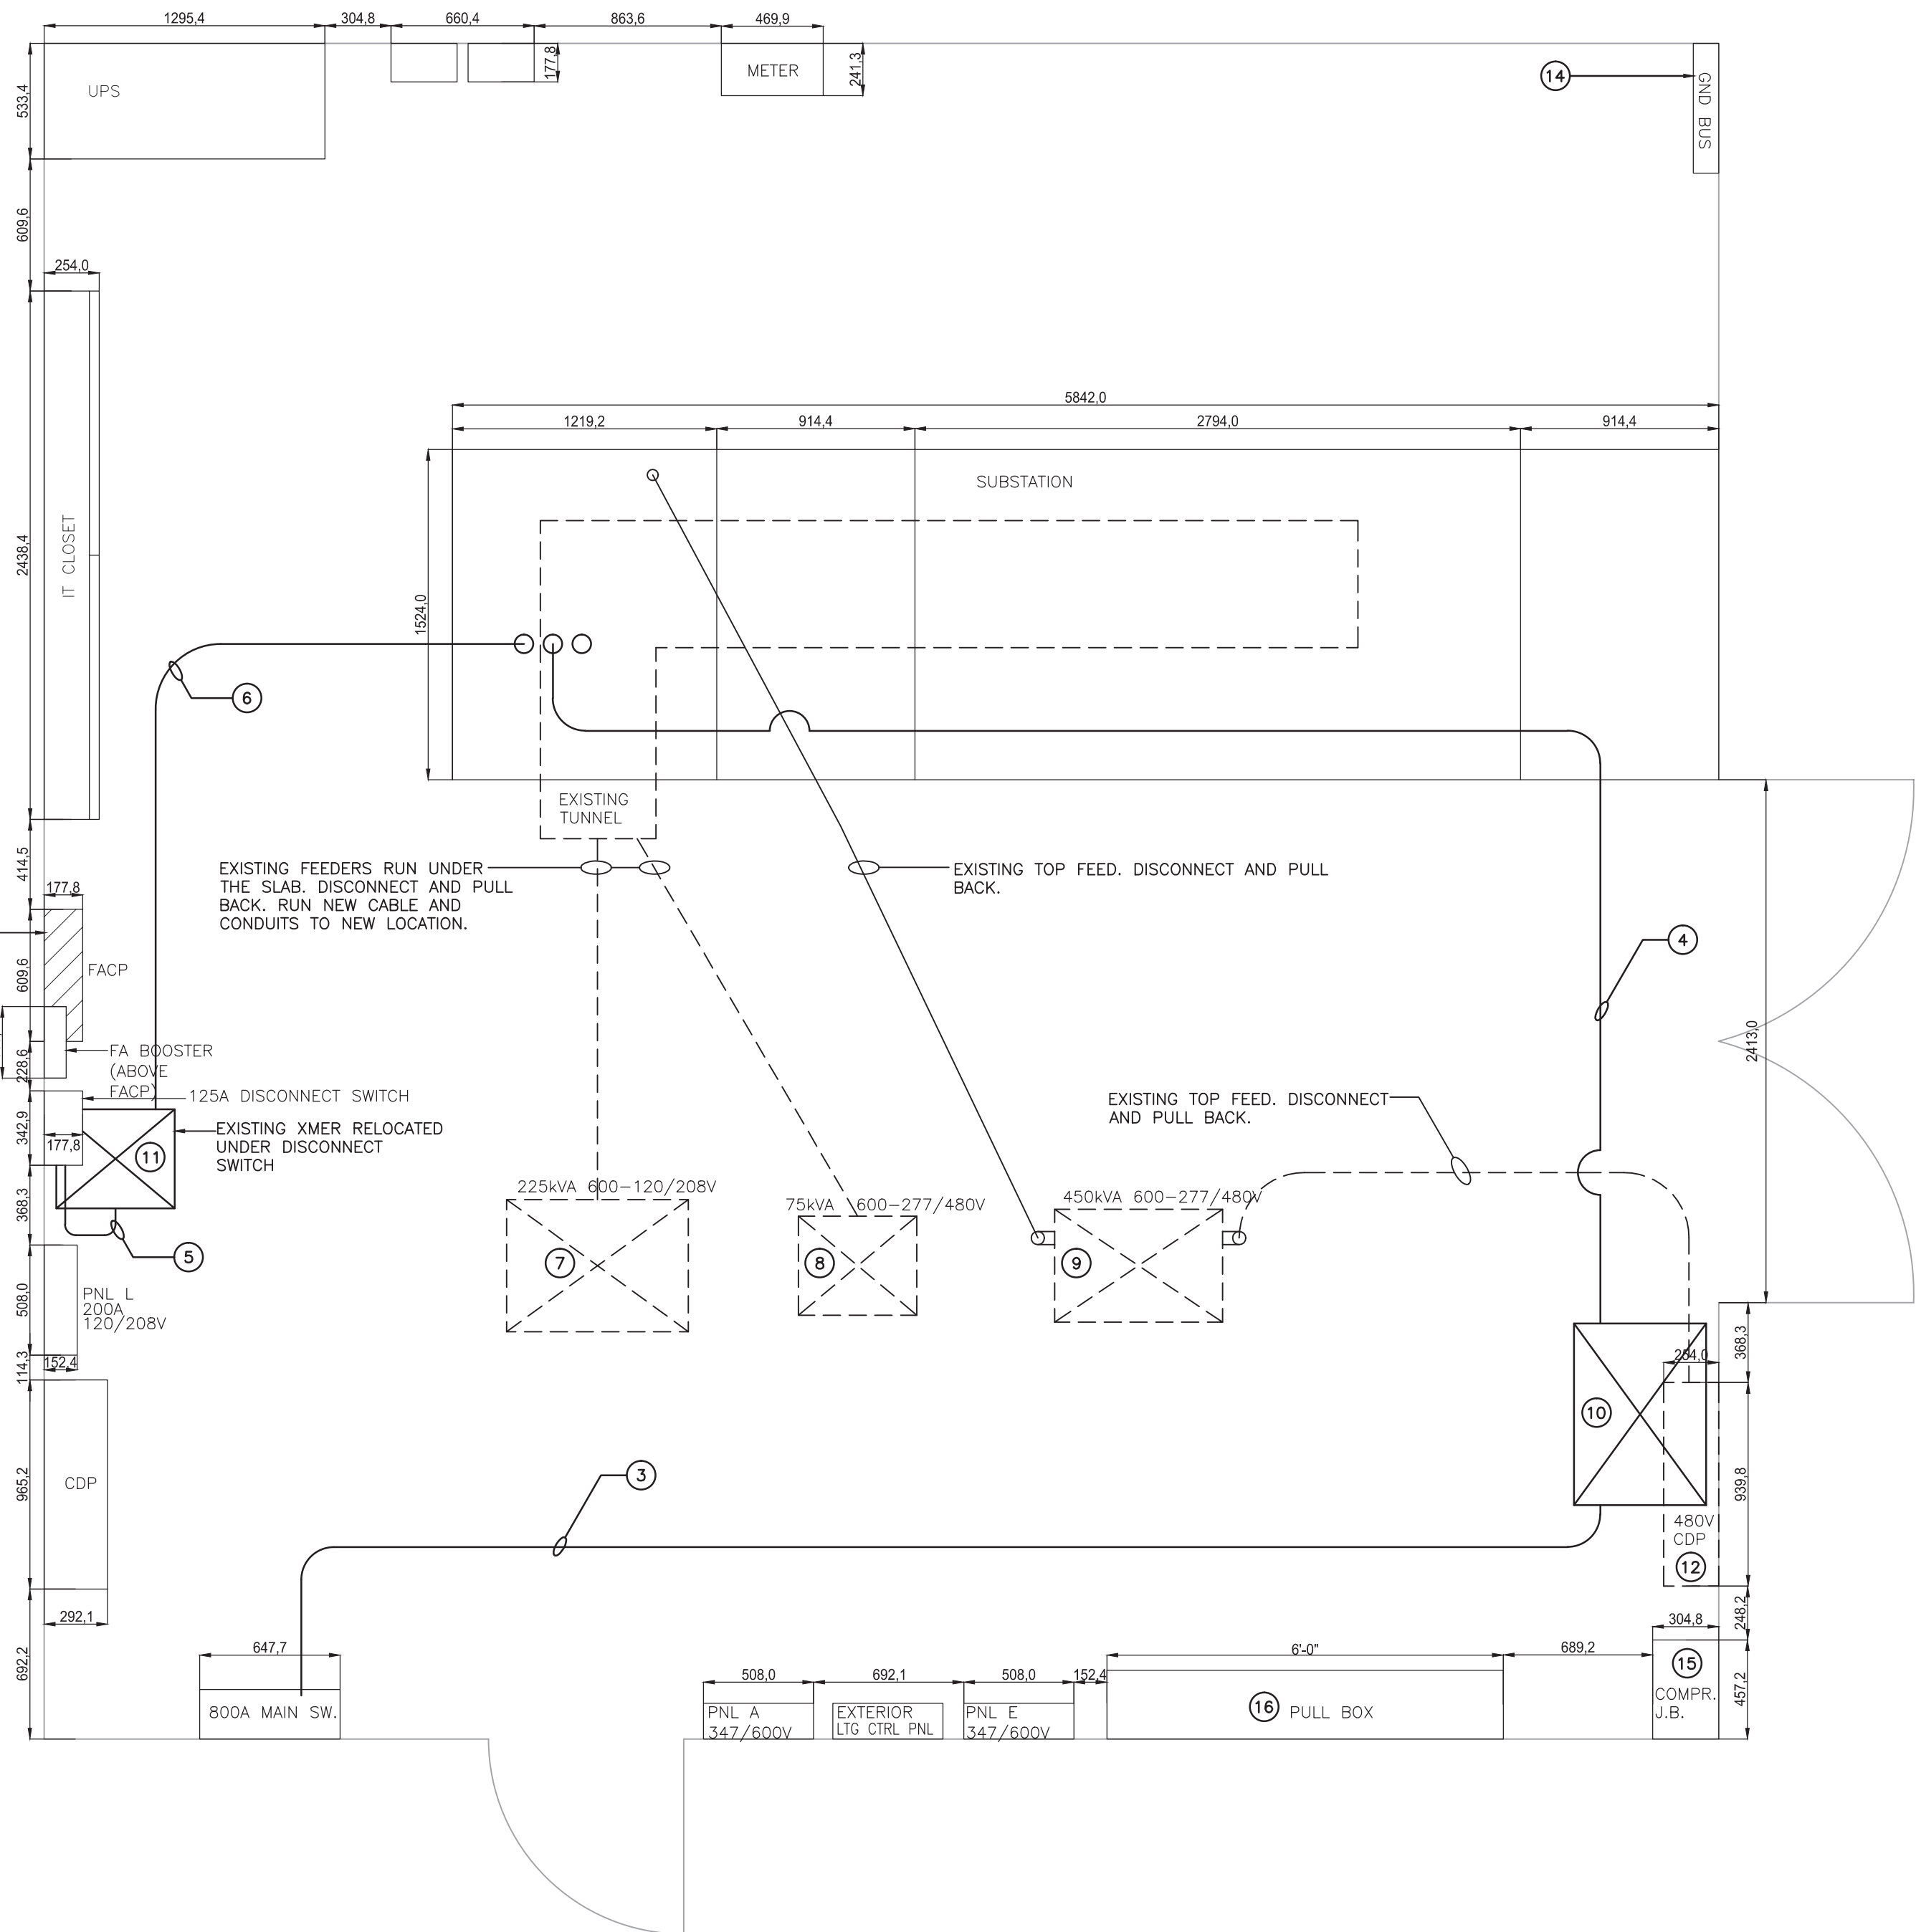 1295,4
304,8
660,4
863,6
469,9
533,4
UPS
177,8
METER
241,3
14
GND BUS
609,6
254,0
2438,4
IT CLOSET
5842,0
1219,2
914,4
2794,0
914,4
SUBSTATION
1524,0
6
EXISTING
TUNNEL
414,5
EXISTING FEEDERS RUN UNDER
THE SLAB. DISCONNECT AND PULL
BACK. RUN NEW CABLE AND
CONDUITS TO NEW LOCATION.
EXISTING TOP FEED. DISCONNECT AND PULL
BACK.
177,8
4
609,6
FACP
2413,0
228,6
FA BOOSTER
(ABOVE
FACP)
125A DISCONNECT SWITCH
EXISTING TOP FEED. DISCONNECT
AND PULL BACK.
342,9
177,8
11
EXISTING XMER RELOCATED
UNDER DISCONNECT
SWITCH
368,3
225kVA 600-120/208V
75kVA 600-277/480V
450kVA 600-277/480V
5
7
8
9
508,0
PNL L
200A
120/208V
114,3
152,4
254,0
368,3
10
965,2
CDP
3
939,8
480V
CDP
12
292,1
248,2
304,8
692,2
647,7
6'-0"
689,2
15
508,0
692,1
508,0
152,4
457,2
800A MAIN SW.
PNL A
347/600V
EXTERIOR
LTG CTRL PNL
PNL E
347/600V
16
PULL BOX
COMPR.
J.B.